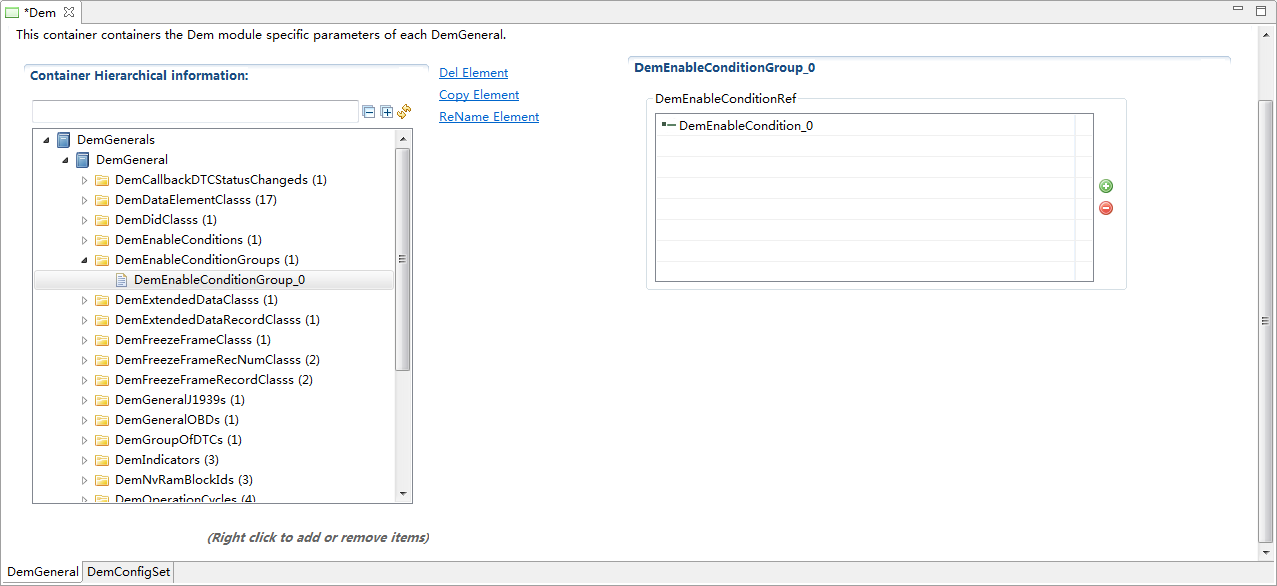 *Dem
This container containers the Dem module specific parameters of each DemGeneral.
Container Hierarchical information:
Del Element
Copy Element
ReName Element
DemGenerals
DemGeneral
DemCallbackDTCStatusChangeds (1)
DemDataElementClasss (17)
DemDidClasss (1)
DemEnableConditions (1)
DemEnableConditionGroups (1)
DemEnableConditionGroup_0
DemExtendedDataClasss (1)
DemExtendedDataRecordClasss (1)
DemFreezeFrameClasss (1)
DemFreezeFrameRecNumClasss (2)
DemFreezeFrameRecordClasss (2)
DemGeneralJ1939s (1)
DemGeneralOBDs (1)
DemGroupOfDTCs (1)
DemIndicators (3)
DemNvRamBlockIds (3)
DemOperationCycles (4)
(Right click to add or remove items)
DemEnableConditionGroup_0
DemEnableConditionRef
DemEnableCondition_0
DemGeneral
DemConfigSet